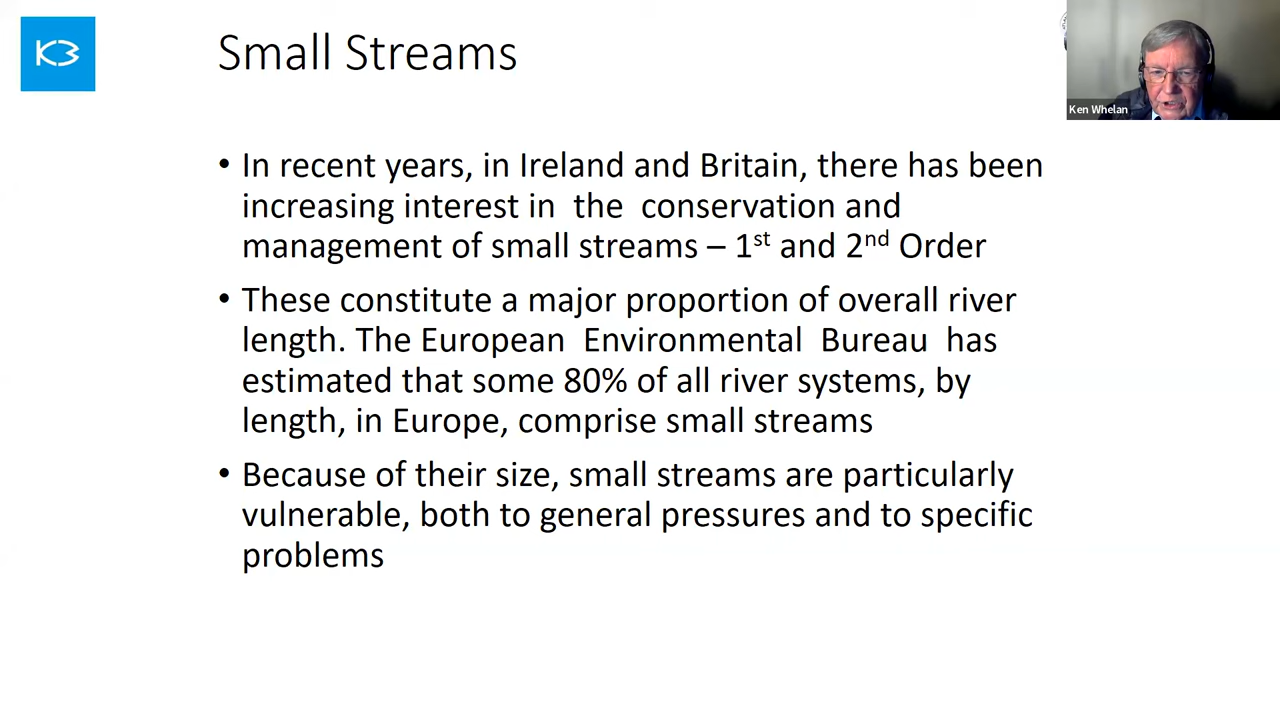 K3
Small Streams
Ken Whelan
• In recent years, in Ireland and Britain, there has been
increasing interest in the conservation and
management of small streams – 1st and 2nd Order
• These constitute a major proportion of overall river
length. The European Environmental Bureau has
estimated that some 80% of all river systems, by
length, in Europe, comprise small streams
• Because of their size, small streams are particularly
vulnerable, both to general pressures and to specific
problems